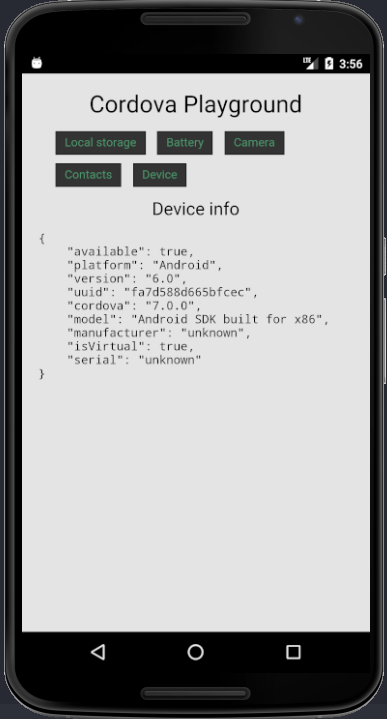 LTE 3:56
Cordova Playground
Local storage Battery Camera
Contacts Device
Device info
{
"available": true,
"platform": "Android",
"version": "6.0",
"uuid": "fa7d588d665bfcec",
"cordova": "7.0.0",
"model": "Android SDK built for x86",
"manufacturer": "unknown",
"isVirtual": true,
"serial": "unknown"
}